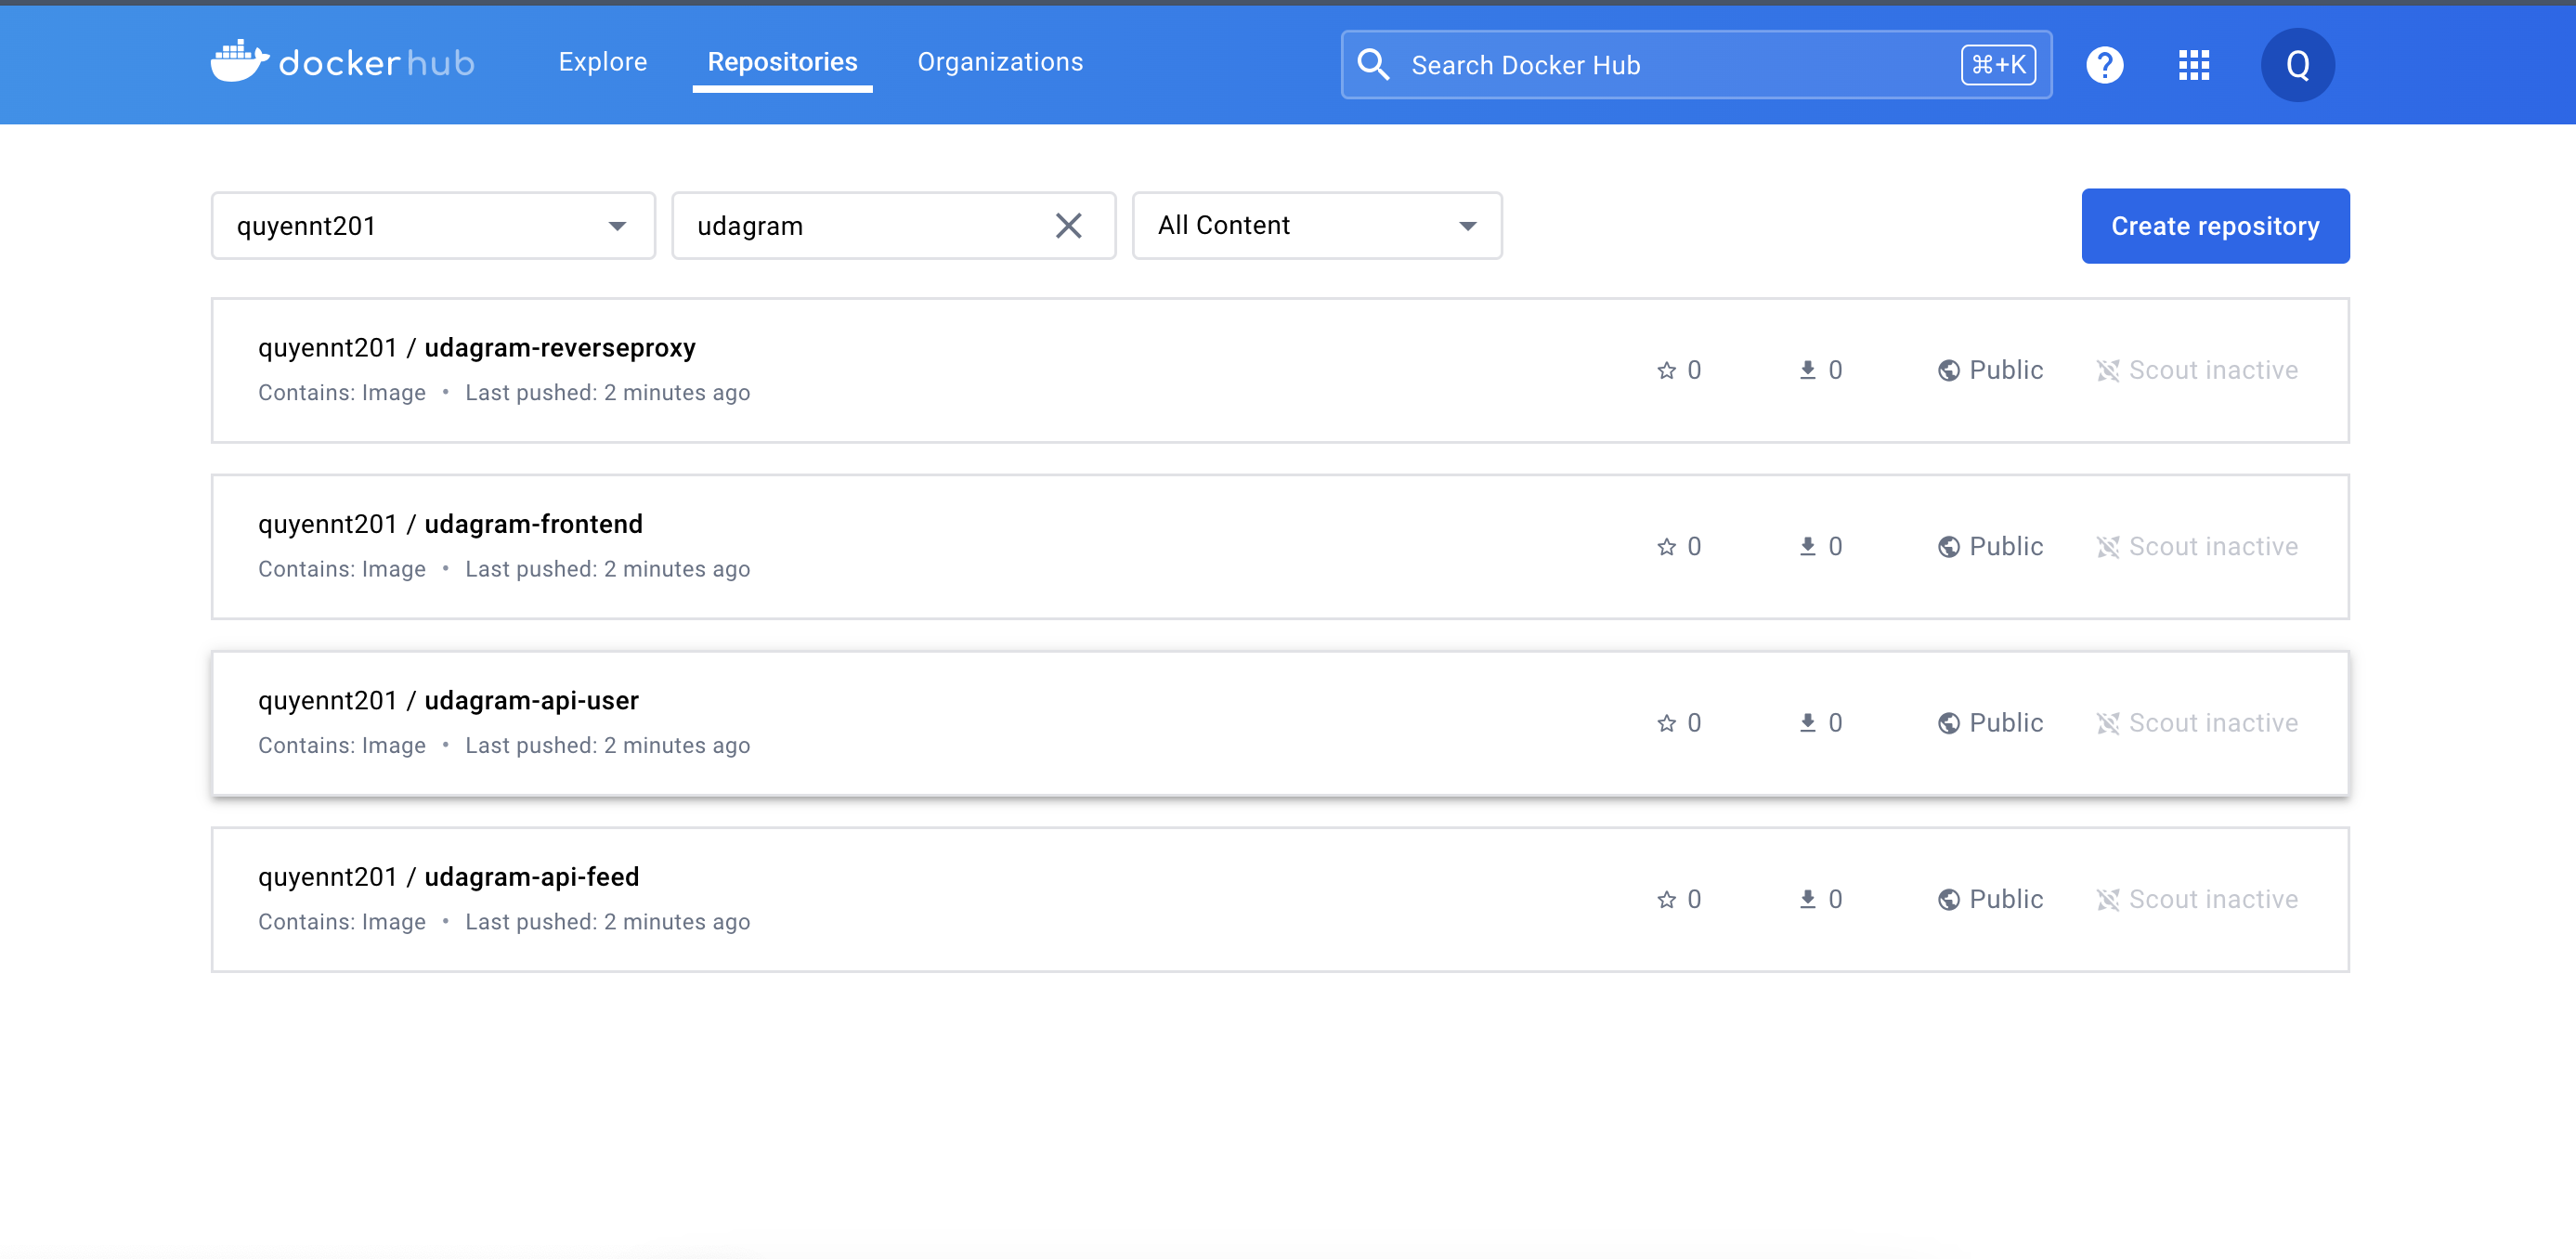 dockerhub Explore Repositories Organizations Search Docker Hub ⌘+K ? Q
quyennt201 udagram All Content Create repository
quyennt201 / udagram-reverseproxy
Contains: Image • Last pushed: 2 minutes ago
0 0 Public Scout inactive
quyennt201 / udagram-frontend
Contains: Image • Last pushed: 2 minutes ago
0 0 Public Scout inactive
quyennt201 / udagram-api-user
Contains: Image • Last pushed: 2 minutes ago
0 0 Public Scout inactive
quyennt201 / udagram-api-feed
Contains: Image • Last pushed: 2 minutes ago
0 0 Public Scout inactive